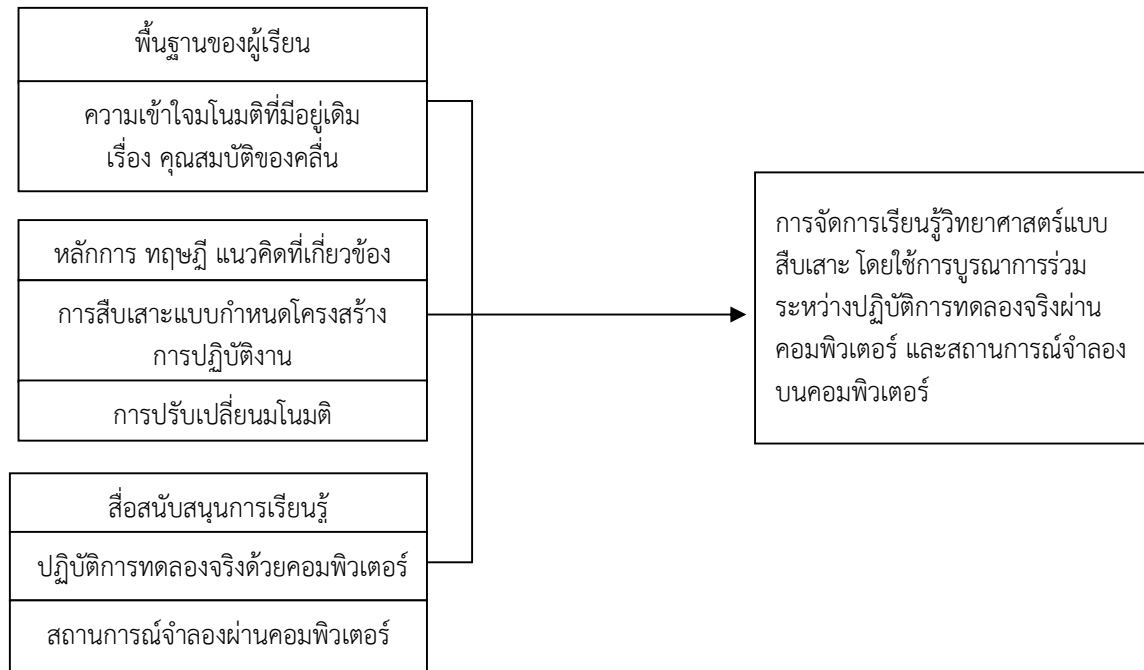 พื้นฐานของผู้เรียน
ความเข้าใจมโนมติที่มีอยู่เดิม
เรื่อง คุณสมบัติของคลื่น
หลักการ ทฤษฎี แนวคิดที่เกี่ยวข้อง
การสืบเสาะแบบกำหนดโครงสร้าง
การปฏิบัติงาน
การปรับเปลี่ยนมโนมติ
สื่อสนับสนุนการเรียนรู้
ปฏิบัติการทดลองจริงด้วยคอมพิวเตอร์
สถานการณ์จำลองผ่านคอมพิวเตอร์
การจัดการเรียนรู้วิทยาศาสตร์แบบ
สืบเสาะ โดยใช้การบูรณาการร่วม
ระหว่างปฏิบัติการทดลองจริงผ่าน
คอมพิวเตอร์ และสถานการณ์จำลอง
บนคอมพิวเตอร์